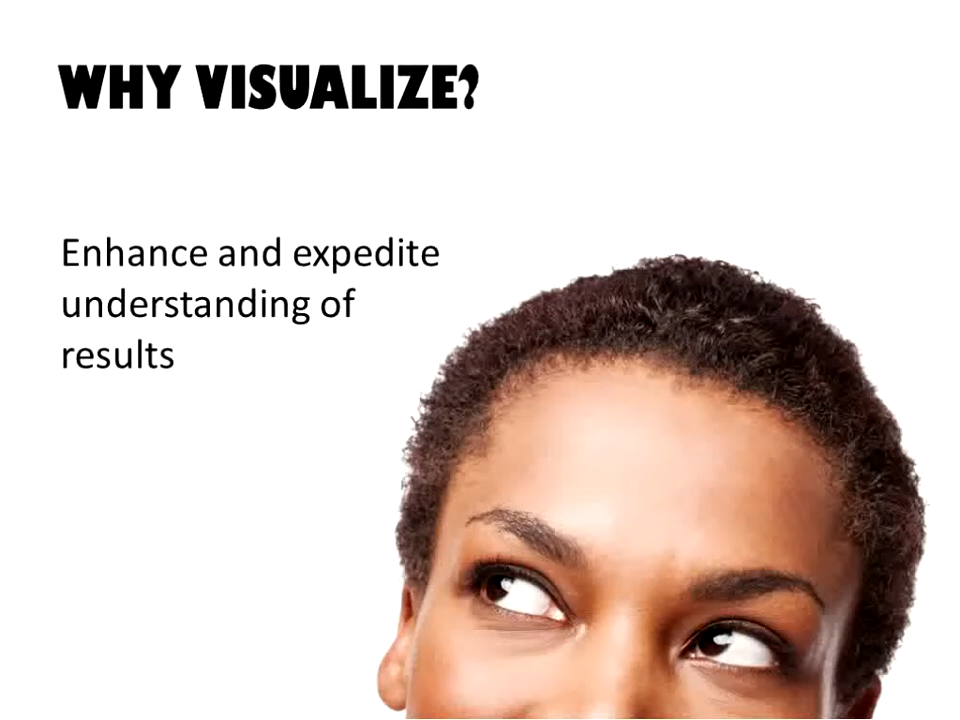 WHY VISUALIZE?
Enhance and expedite
understanding of
results